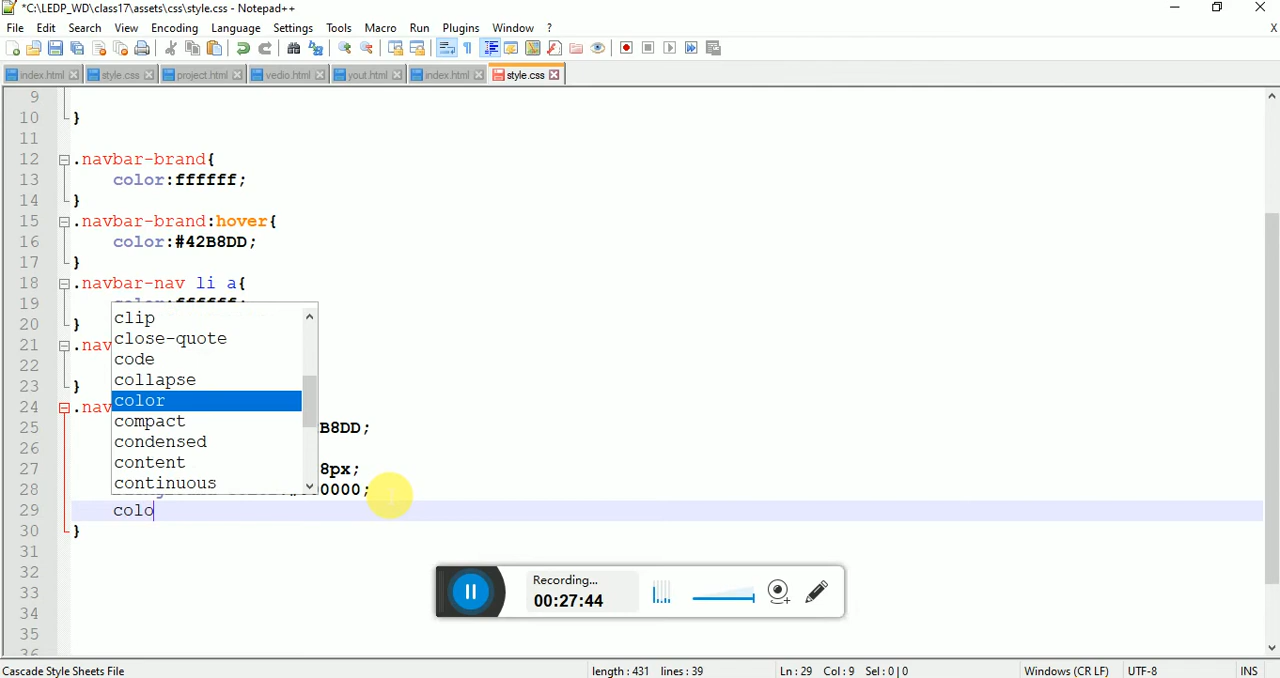 *C:\LEDP_WD\class17\assets\css\style.css - Notepad++
File Edit Search View Encoding Language Settings Tools Macro Run Plugins Window ? X
index.html style.css project.html vedio.html yout.html index.html style.css
9
10 }
11
12 .navbar-brand{
13 color:ffffff;
14 }
15 .navbar-brand:hover{
16 color:#42B8DD;
17 }
18 .navbar-nav li a{
19 color:ffffff;
20 }
21 .nav
22
23 }
24 .nav
25 B8DD;
26
27 8px;
28 0000;
29 colo
30 }
31
32
33
34
35
36
clip
close-quote
code
collapse
color
compact
condensed
content
continuous
Recording...
00:27:44
Cascade Style Sheets File length : 431 lines : 39 Ln : 29 Col : 9 Sel : 0 | 0 Windows (CR LF) UTF-8 INS